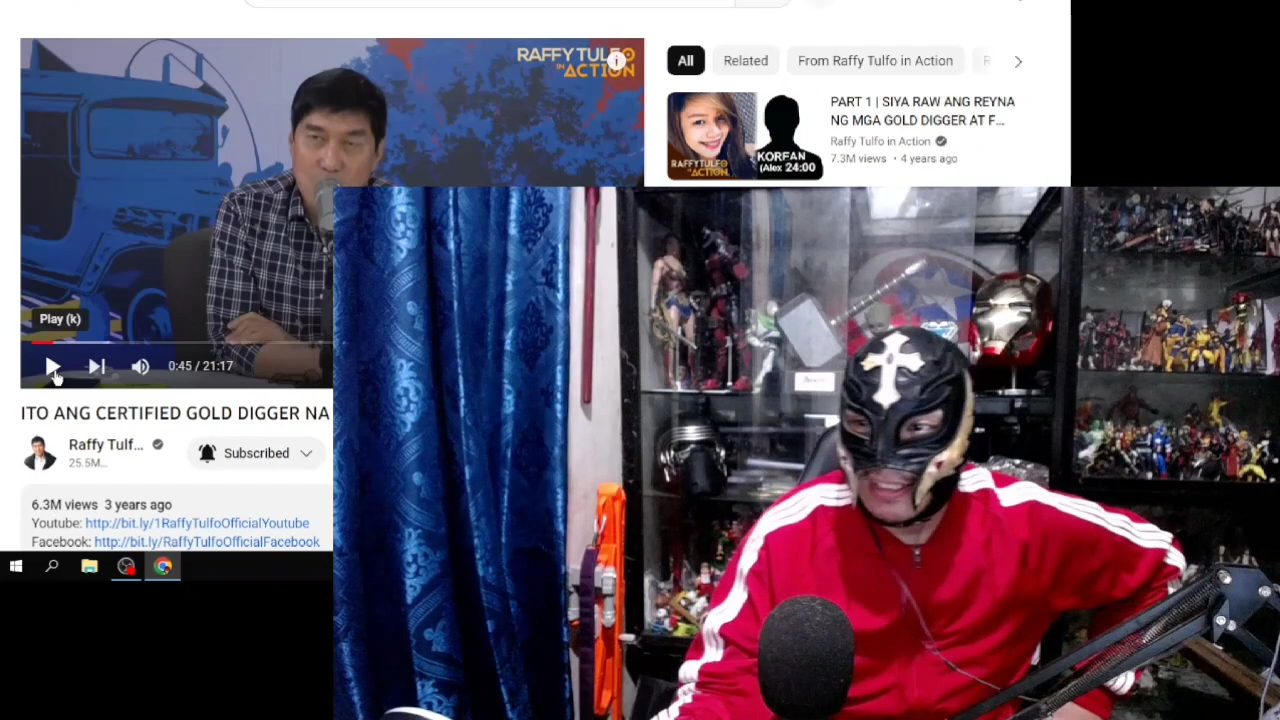 RAFFY TULFO
IN ACTION
Play (k)
0:45 / 21:17
ITO ANG CERTIFIED GOLD DIGGER NA
Raffy Tulf...
25.5M...
Subscribed
6.3M views 3 years ago
Youtube: http://bit.ly/1RaffyTulfoOfficialYoutube
Facebook: http://bit.ly/RaffyTulfoOfficialFacebook
All
Related
From Raffy Tulfo in Action
R
PART 1 | SIYA RAW ANG REYNA
NG MGA GOLD DIGGER AT F...
Raffy Tulfo in Action
7.3M views • 4 years ago
RAFFYTULFO
IN ACTION
KORFAN
(Alex 24:00